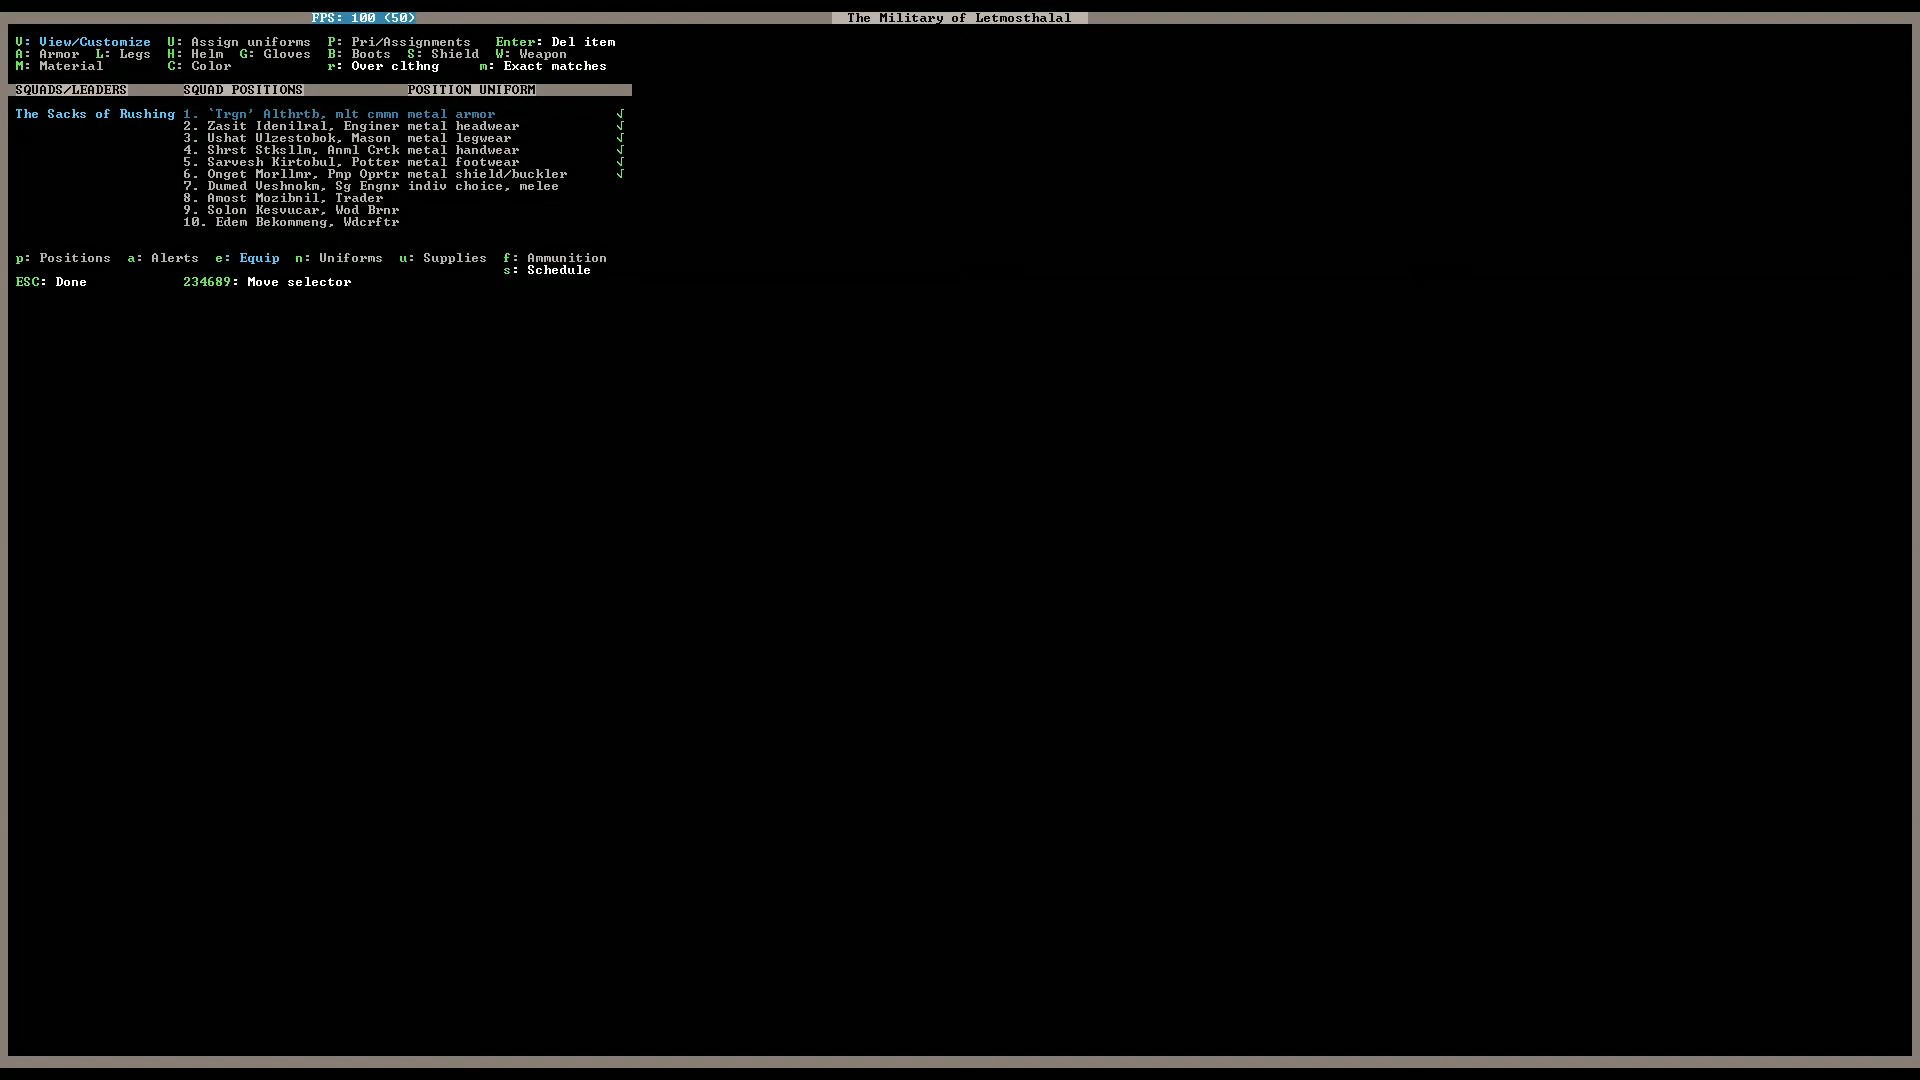 FPS: 100 (50) The Military of Letmosthalal
V: View/Customize U: Assign uniforms P: Pri/Assignments Enter: Del item
A: Armor L: Legs H: Helm G: Gloves B: Boots S: Shield W: Weapon
M: Material C: Color r: Over clthng m: Exact matches
SQUADS/LEADERS SQUAD POSITIONS POSITION UNIFORM
The Sacks of Rushing 1. `Trgn' Althrtb, mlt cmmn metal armor √
2. Zasit Idenilral, Enginer metal headwear √
3. Ushat Ulzestobok, Mason metal legwear √
4. Shrst Stksllm, Anml Crtk metal handwear √
5. Sarvesh Kirtobul, Potter metal footwear √
6. Onget Morllmr, Pmp Oprtr metal shield/buckler √
7. Dumed Veshnokm, Sg Engnr indiv choice, melee
8. Amost Mozibnil, Trader
9. Solon Kesvucar, Wod Brnr
10. Edem Bekommeng, Wdcrftr
p: Positions a: Alerts e: Equip n: Uniforms u: Supplies f: Ammunition
s: Schedule
ESC: Done 234689: Move selector